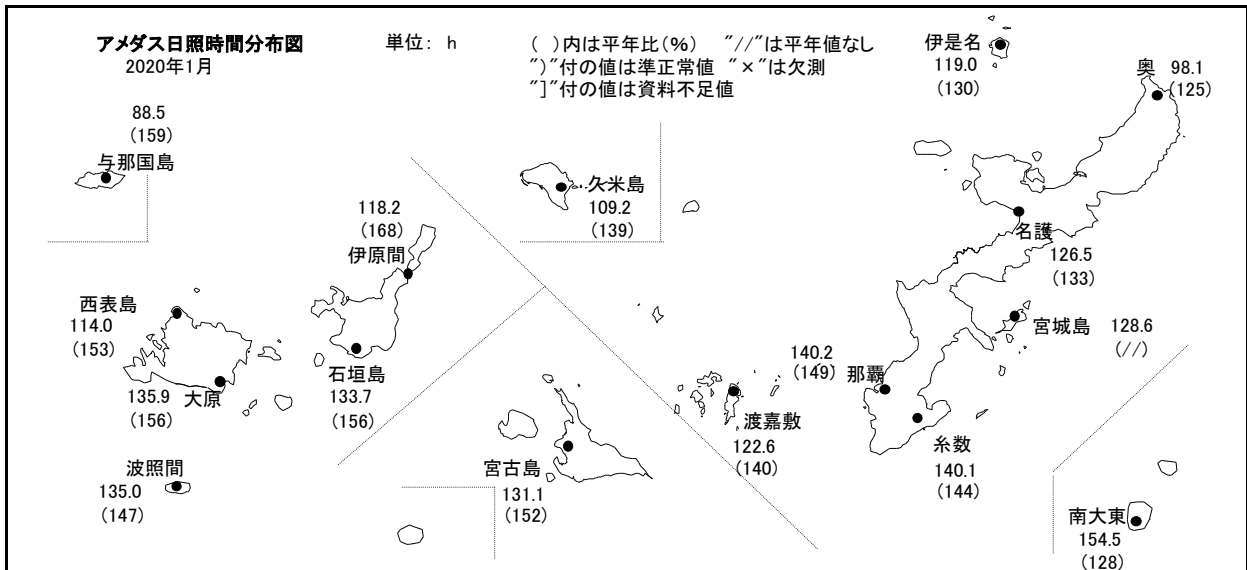 アメダス日照時間分布図
2020年1月
単位： h
( )内は平年比(%) "//"は平年値なし
")"付の値は準正常値 "×"は欠測
"]"付の値は資料不足値
伊是名
119.0
(130)
奥 98.1
(125)
88.5
(159)
与那国島
久米島
109.2
(139)
118.2
(168)
伊原間
名護
126.5
(133)
西表島
114.0
(153)
宮城島 128.6
(//)
石垣島
133.7
(156)
大原
135.9
(156)
140.2
(149)
那覇
渡嘉敷
122.6
(140)
糸数
140.1
(144)
波照間
135.0
(147)
宮古島
131.1
(152)
南大東
154.5
(128)